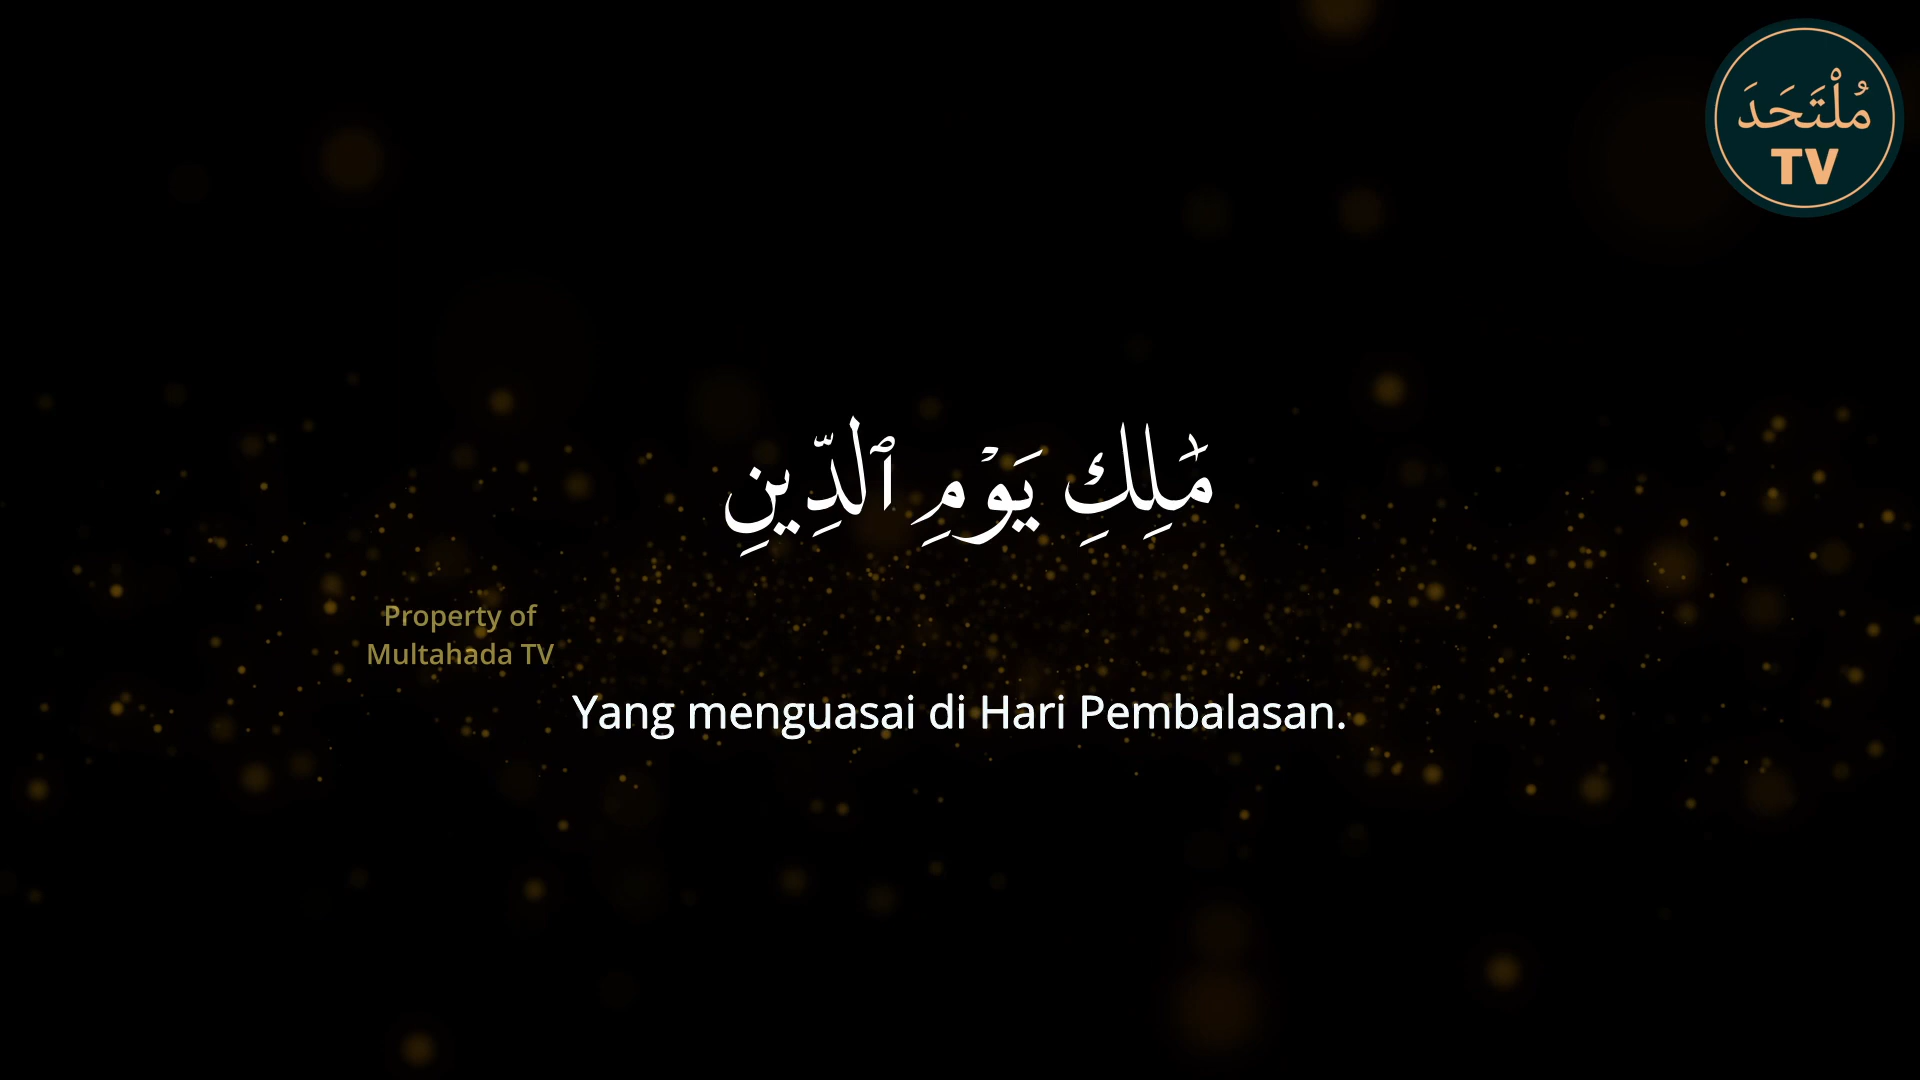 مُلْتَحَدَ
TV
مَٰلِكِ يَوْمِ ٱلدِّينِ
Property of
Multahada TV
Yang menguasai di Hari Pembalasan.